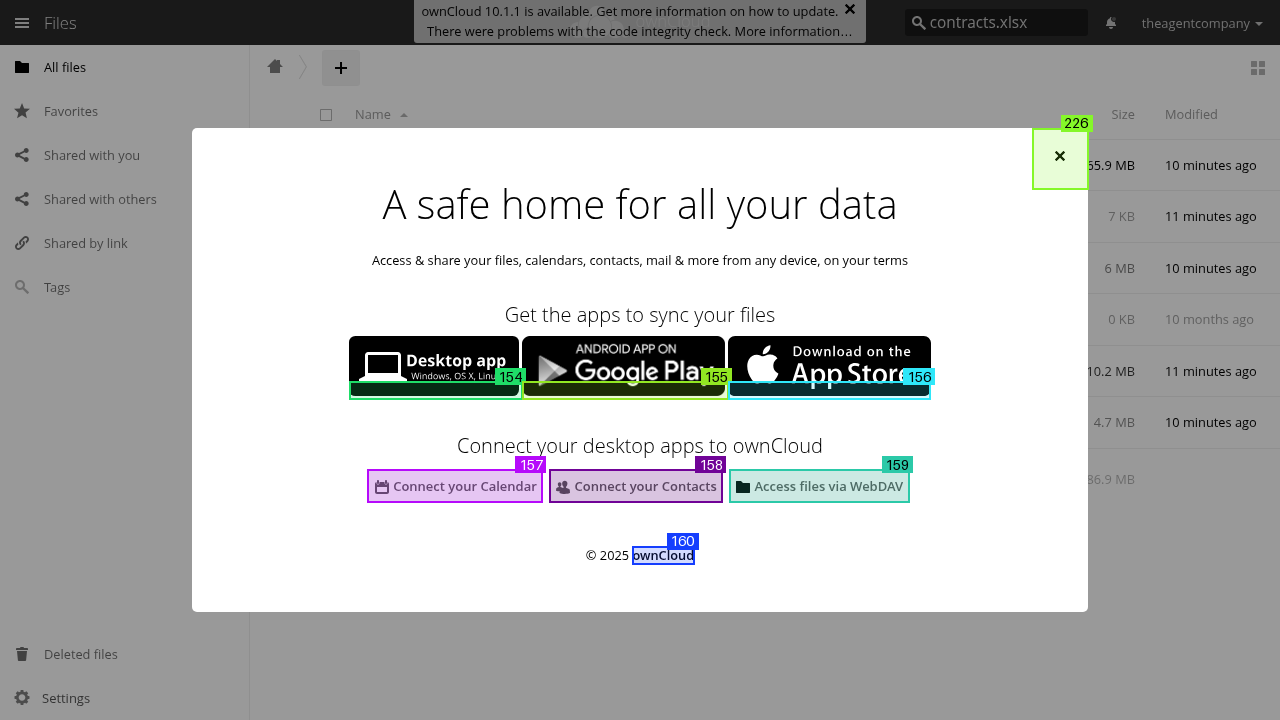 Files
ownCloud 10.1.1 is available. Get more information on how to update.
There were problems with the code integrity check. More information…
contracts.xlsx
theagentcompany
All files
Favorites
Shared with you
Shared with others
Shared by link
Tags
Deleted files
Settings
Name
Size
Modified
226
A safe home for all your data
Access & share your files, calendars, contacts, mail & more from any device, on your terms
Get the apps to sync your files
Desktop app
Windows, OS X,
154
ANDROID APP ON
Google Play
155
Download on the
App Store
156
Connect your desktop apps to ownCloud
157
Connect your Calendar
158
Connect your Contacts
159
Access files via WebDAV
160
© 2025 ownCloud
10 minutes ago
7 KB
11 minutes ago
6 MB
10 minutes ago
0 KB
10 months ago
10.2 MB
11 minutes ago
4.7 MB
10 minutes ago